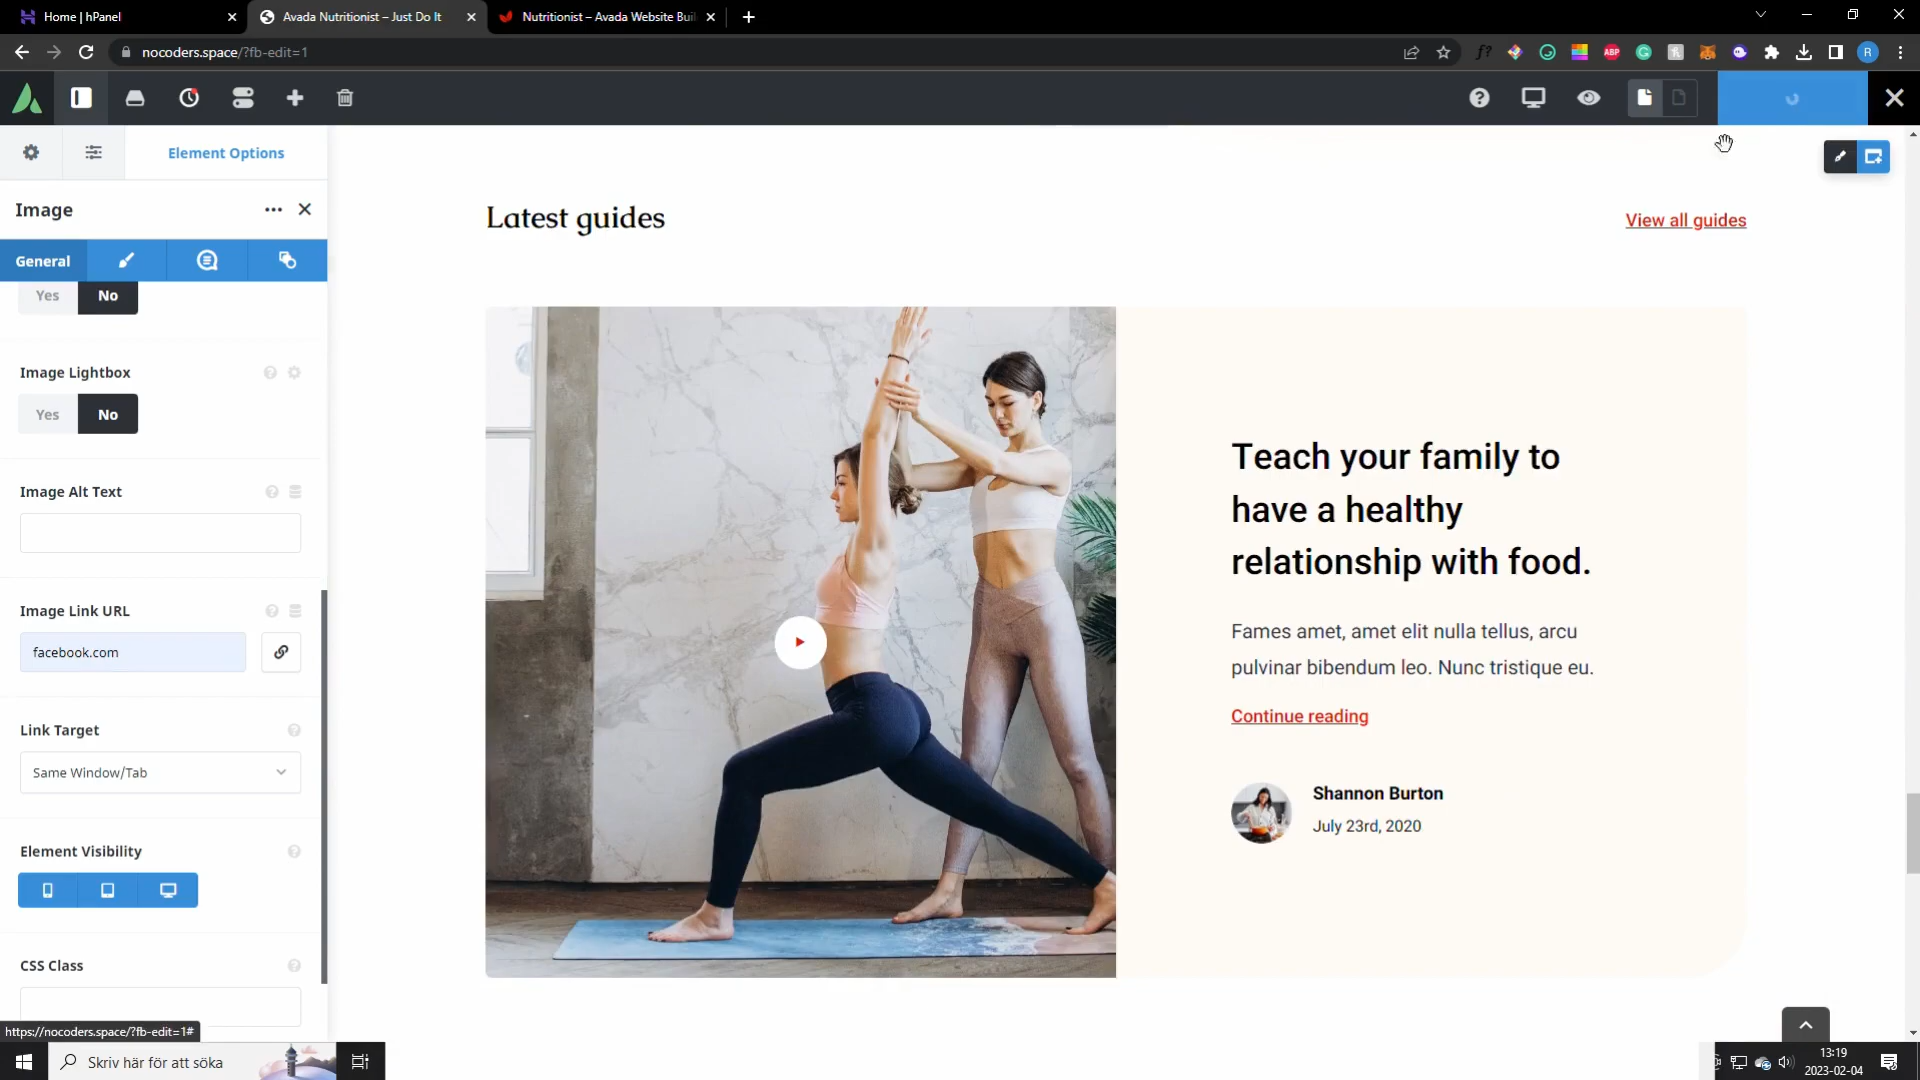 Home | hPanel
Avada Nutritionist – Just Do It
Nutritionist – Avada Website Buil
nocoders.space/?fb-edit=1
ABP
R
Element Options
Image
General
Yes No
Image Lightbox
Yes No
Image Alt Text
Image Link URL
facebook.com
Link Target
Same Window/Tab
Element Visibility
CSS Class
https://nocoders.space/?fb-edit=1#
Latest guides
View all guides
Teach your family to
have a healthy
relationship with food.
Fames amet, amet elit nulla tellus, arcu
pulvinar bibendum leo. Nunc tristique eu.
Continue reading
Shannon Burton
July 23rd, 2020
Skriv här för att söka
13:19
2023-02-04